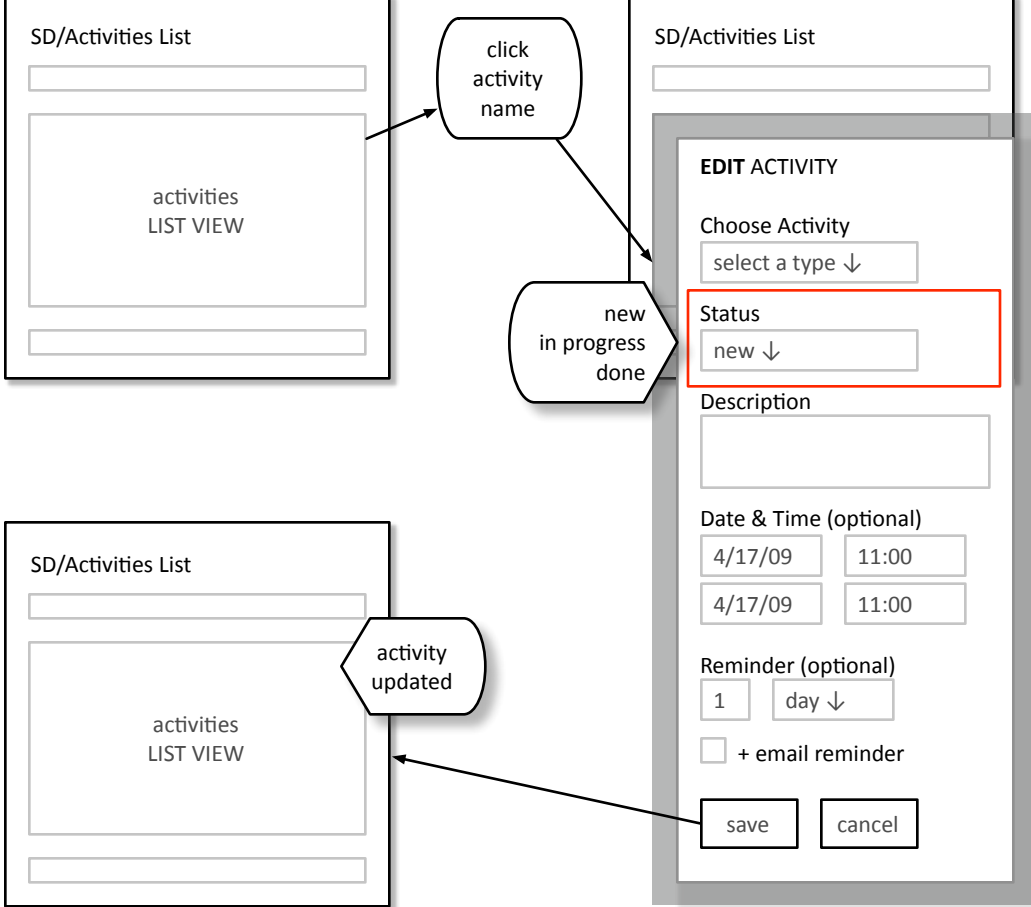 SD/Activities List
activities
LIST VIEW
click
activity
name
SD/Activities List
EDIT ACTIVITY
Choose Activity
select a type ↓
new
in progress
done
Status
new ↓
Description
Date & Time (optional)
4/17/09 11:00
4/17/09 11:00
Reminder (optional)
1 day ↓
+ email reminder
save cancel
SD/Activities List
activity
updated
activities
LIST VIEW